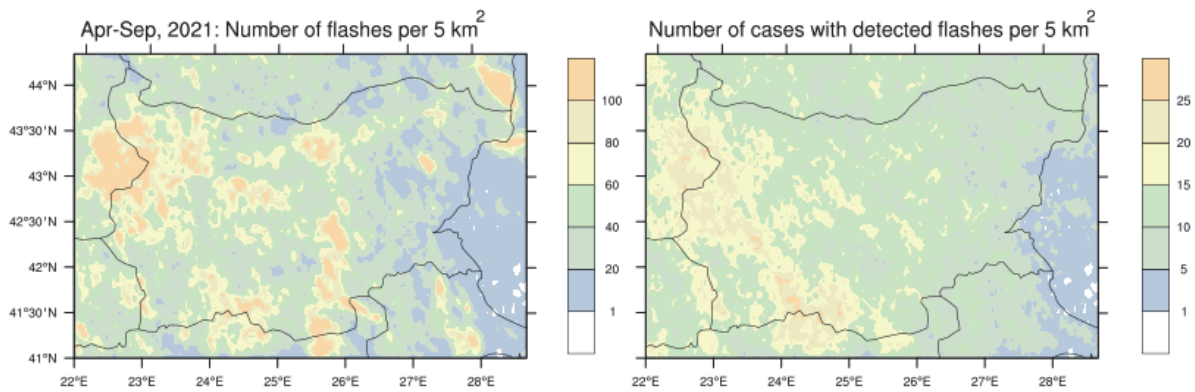 Apr-Sep, 2021: Number of flashes per 5 km²
44°N
43°30'N
43°N
42°30'N
42°N
41°30'N
41°N
22°E 23°E 24°E 25°E 26°E 27°E 28°E
100
80
60
40
20
1
Number of cases with detected flashes per 5 km²
22°E 23°E 24°E 25°E 26°E 27°E 28°E
25
20
15
10
5
1